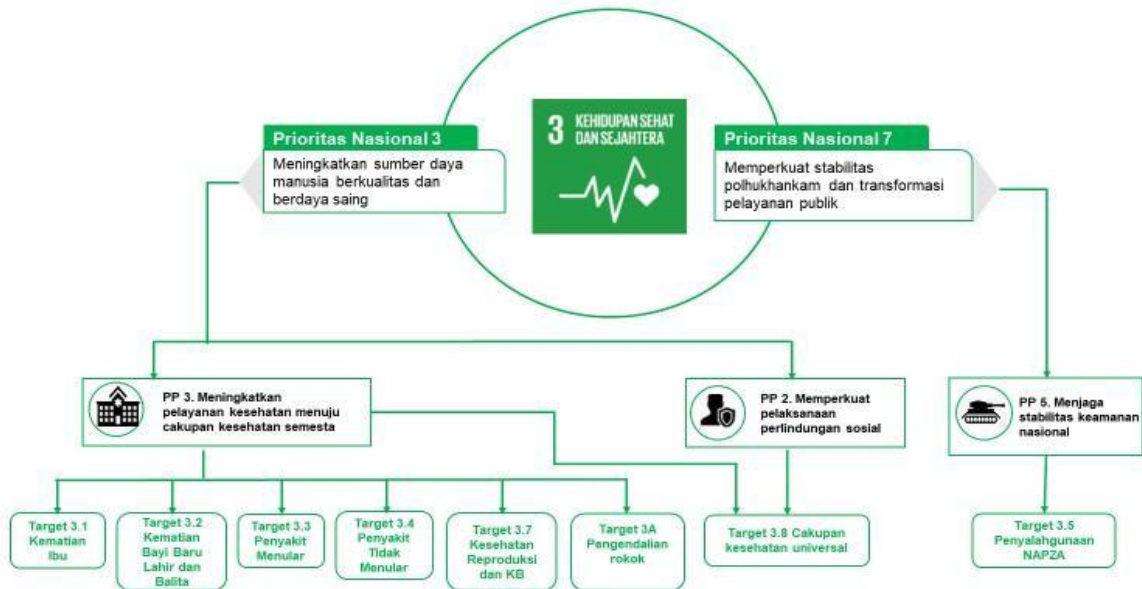 3 KEHIDUPAN SEHAT
DAN SEJAHTERA
Prioritas Nasional 3
Meningkatkan sumber daya
manusia berkualitas dan
berdaya saing
Prioritas Nasional 7
Memperkuat stabilitas
polhukhankam dan transformasi
pelayanan publik
PP 3. Meningkatkan
pelayanan kesehatan menuju
cakupan kesehatan semesta
PP 2. Memperkuat
pelaksanaan
perlindungan sosial
PP 5. Menjaga
stabilitas keamanan
nasional
Target 3.1
Kematian
Ibu
Target 3.2
Kematian
Bayi Baru
Lahir dan
Balita
Target 3.3
Penyakit
Menular
Target 3.4
Penyakit
Tidak
Menular
Target 3.7
Kesehatan
Reproduksi
dan KB
Target 3A
Pengendalian
rokok
Target 3.8 Cakupan
kesehatan universal
Target 3.5
Penyalahgunaan
NAPZA